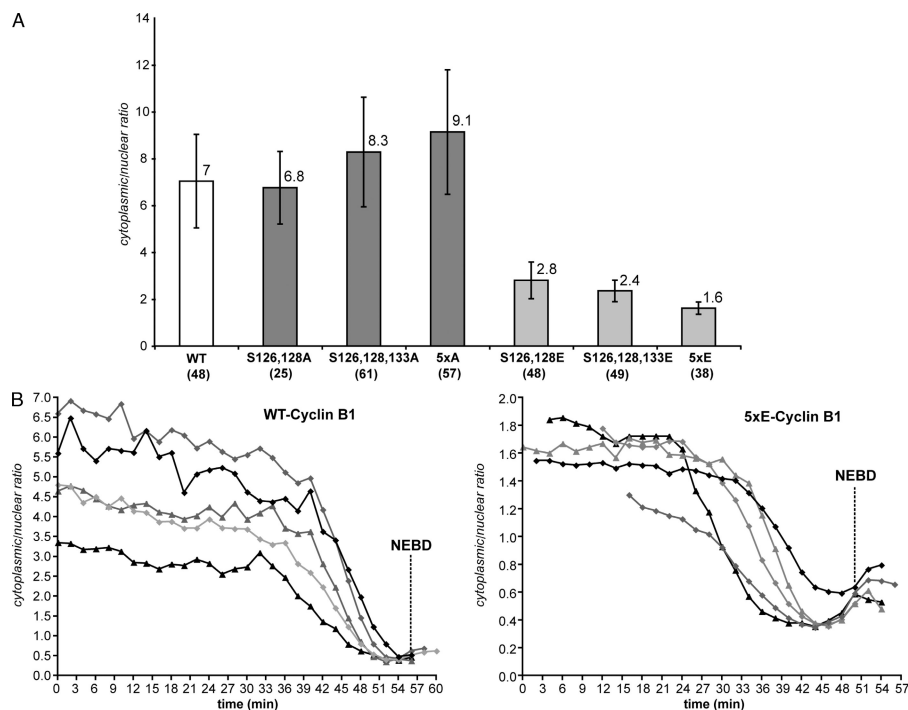 A
14
12
10
8
6
4
2
0
cytoplasmic/nuclear ratio
7
6.8
8.3
9.1
2.8
2.4
1.6
WT S126,128A S126,128,133A 5xA S126,128E S126,128,133E 5xE
(48) (25) (61) (57) (48) (49) (38)
B
WT-Cyclin B1
7.0
6.5
6.0
5.5
5.0
4.5
4.0
3.5
3.0
2.5
2.0
1.5
1.0
0.5
0.0
cytoplasmic/nuclear ratio
NEBD
0 3 6 9 12 15 18 21 24 27 30 33 36 39 42 45 48 51 54 57 60
time (min)
5xE-Cyclin B1
2.0
1.8
1.6
1.4
1.2
1.0
0.8
0.6
0.4
0.2
0.0
cytoplasmic/nuclear ratio
NEBD
0 3 6 9 12 15 18 21 24 27 30 33 36 39 42 45 48 51 54 57
time (min)